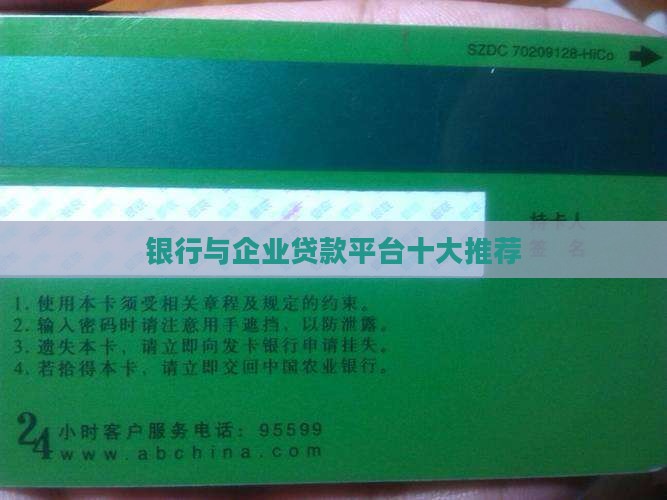 SZDC 70209128-HiCo
持卡人
签 名
银行与企业贷款平台十大推荐
1. 使用本卡须受相关章程及规定的约束。
2. 输入密码时请注意用手遮挡，以防泄露。
3. 遗失本卡，请立即向发卡银行申请挂失。
4. 若拾得本卡，请立即交回中国农业银行。
24 小时客户服务电话：95599
www.abchina.com